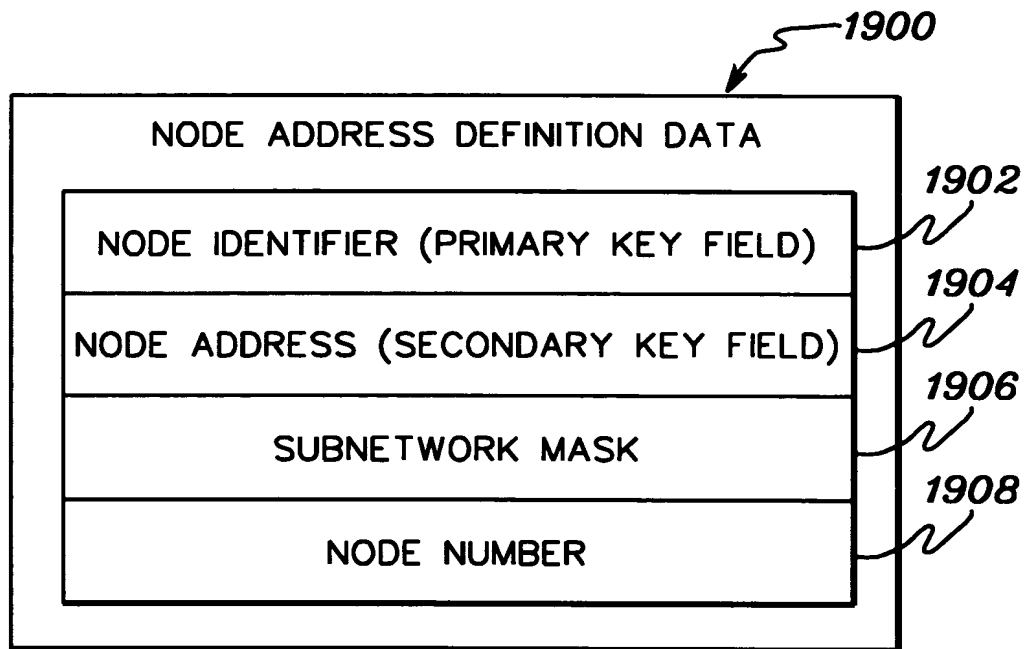 1900
NODE ADDRESS DEFINITION DATA
1902
NODE IDENTIFIER (PRIMARY KEY FIELD)
1904
NODE ADDRESS (SECONDARY KEY FIELD)
1906
SUBNETWORK MASK
1908
NODE NUMBER